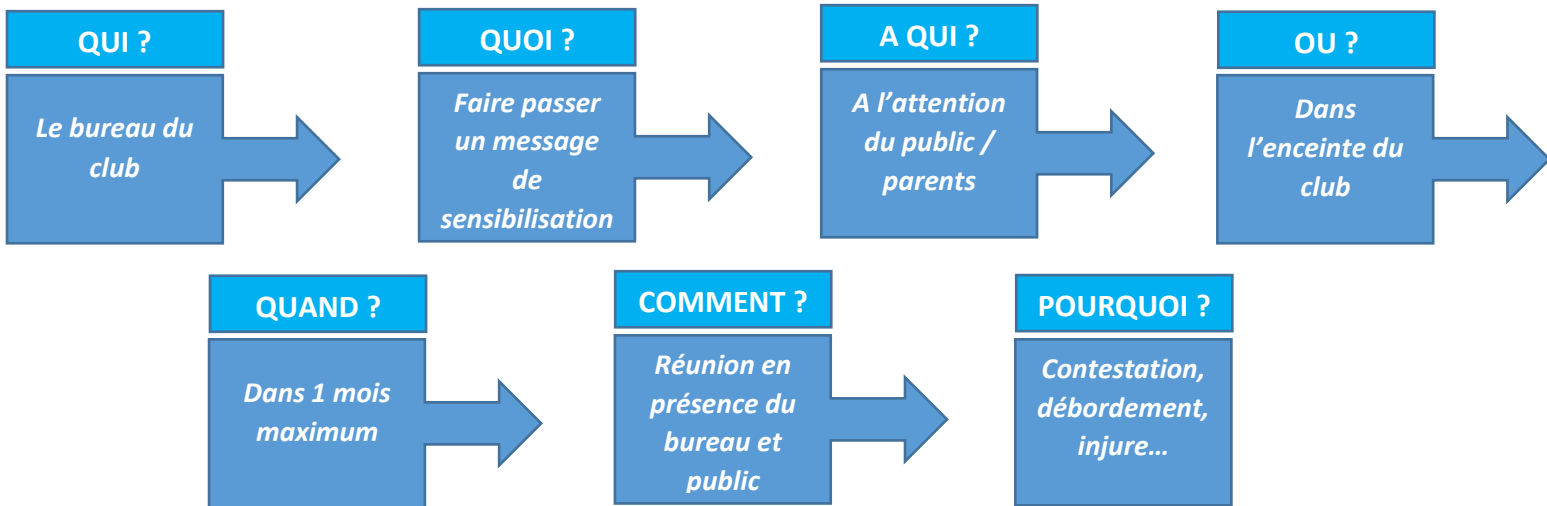 QUI ?
Le bureau du
club
QUOI ?
Faire passer
un message
de
sensibilisation
A QUI ?
A l’attention
du public /
parents
OU ?
Dans
l’enceinte du
club
QUAND ?
Dans 1 mois
maximum
COMMENT ?
Réunion en
présence du
bureau et
public
POURQUOI ?
Contestation,
débordement,
injure…